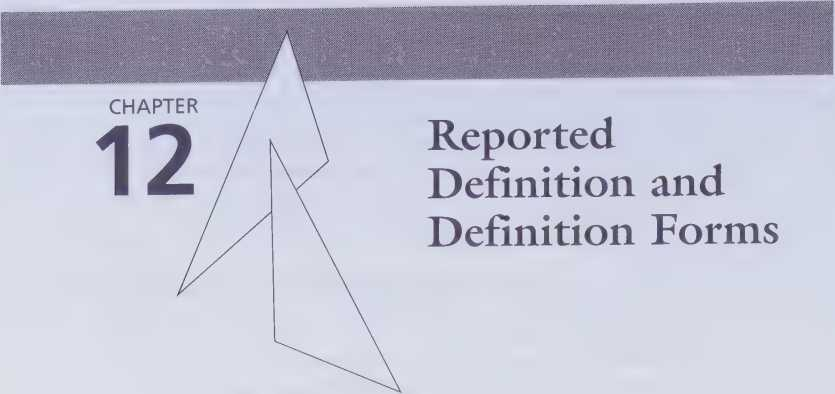 CHAPTER
12
Reported
Definition and
Definition Forms